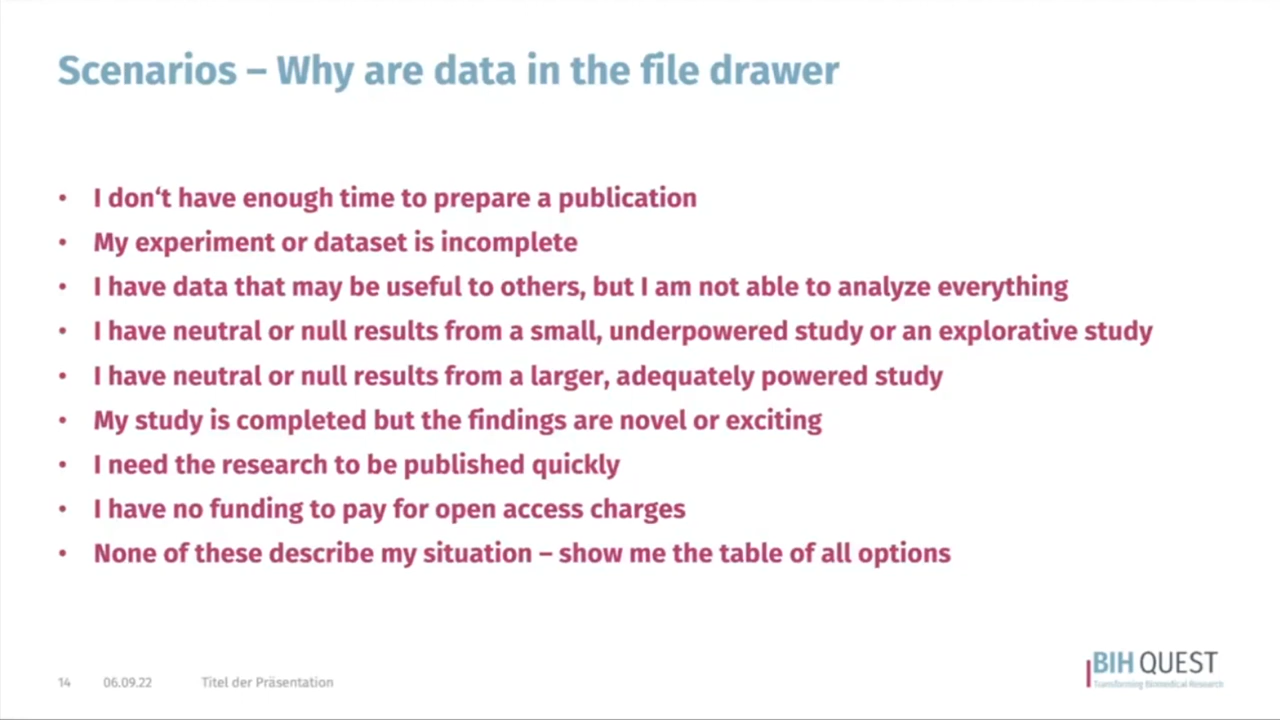 Scenarios – Why are data in the file drawer
• I don‘t have enough time to prepare a publication
• My experiment or dataset is incomplete
• I have data that may be useful to others, but I am not able to analyze everything
• I have neutral or null results from a small, underpowered study or an explorative study
• I have neutral or null results from a larger, adequately powered study
• My study is completed but the findings are novel or exciting
• I need the research to be published quickly
• I have no funding to pay for open access charges
• None of these describe my situation – show me the table of all options
14 06.09.22 Titel der Präsentation
BIH QUEST
Transforming Biomedical Research